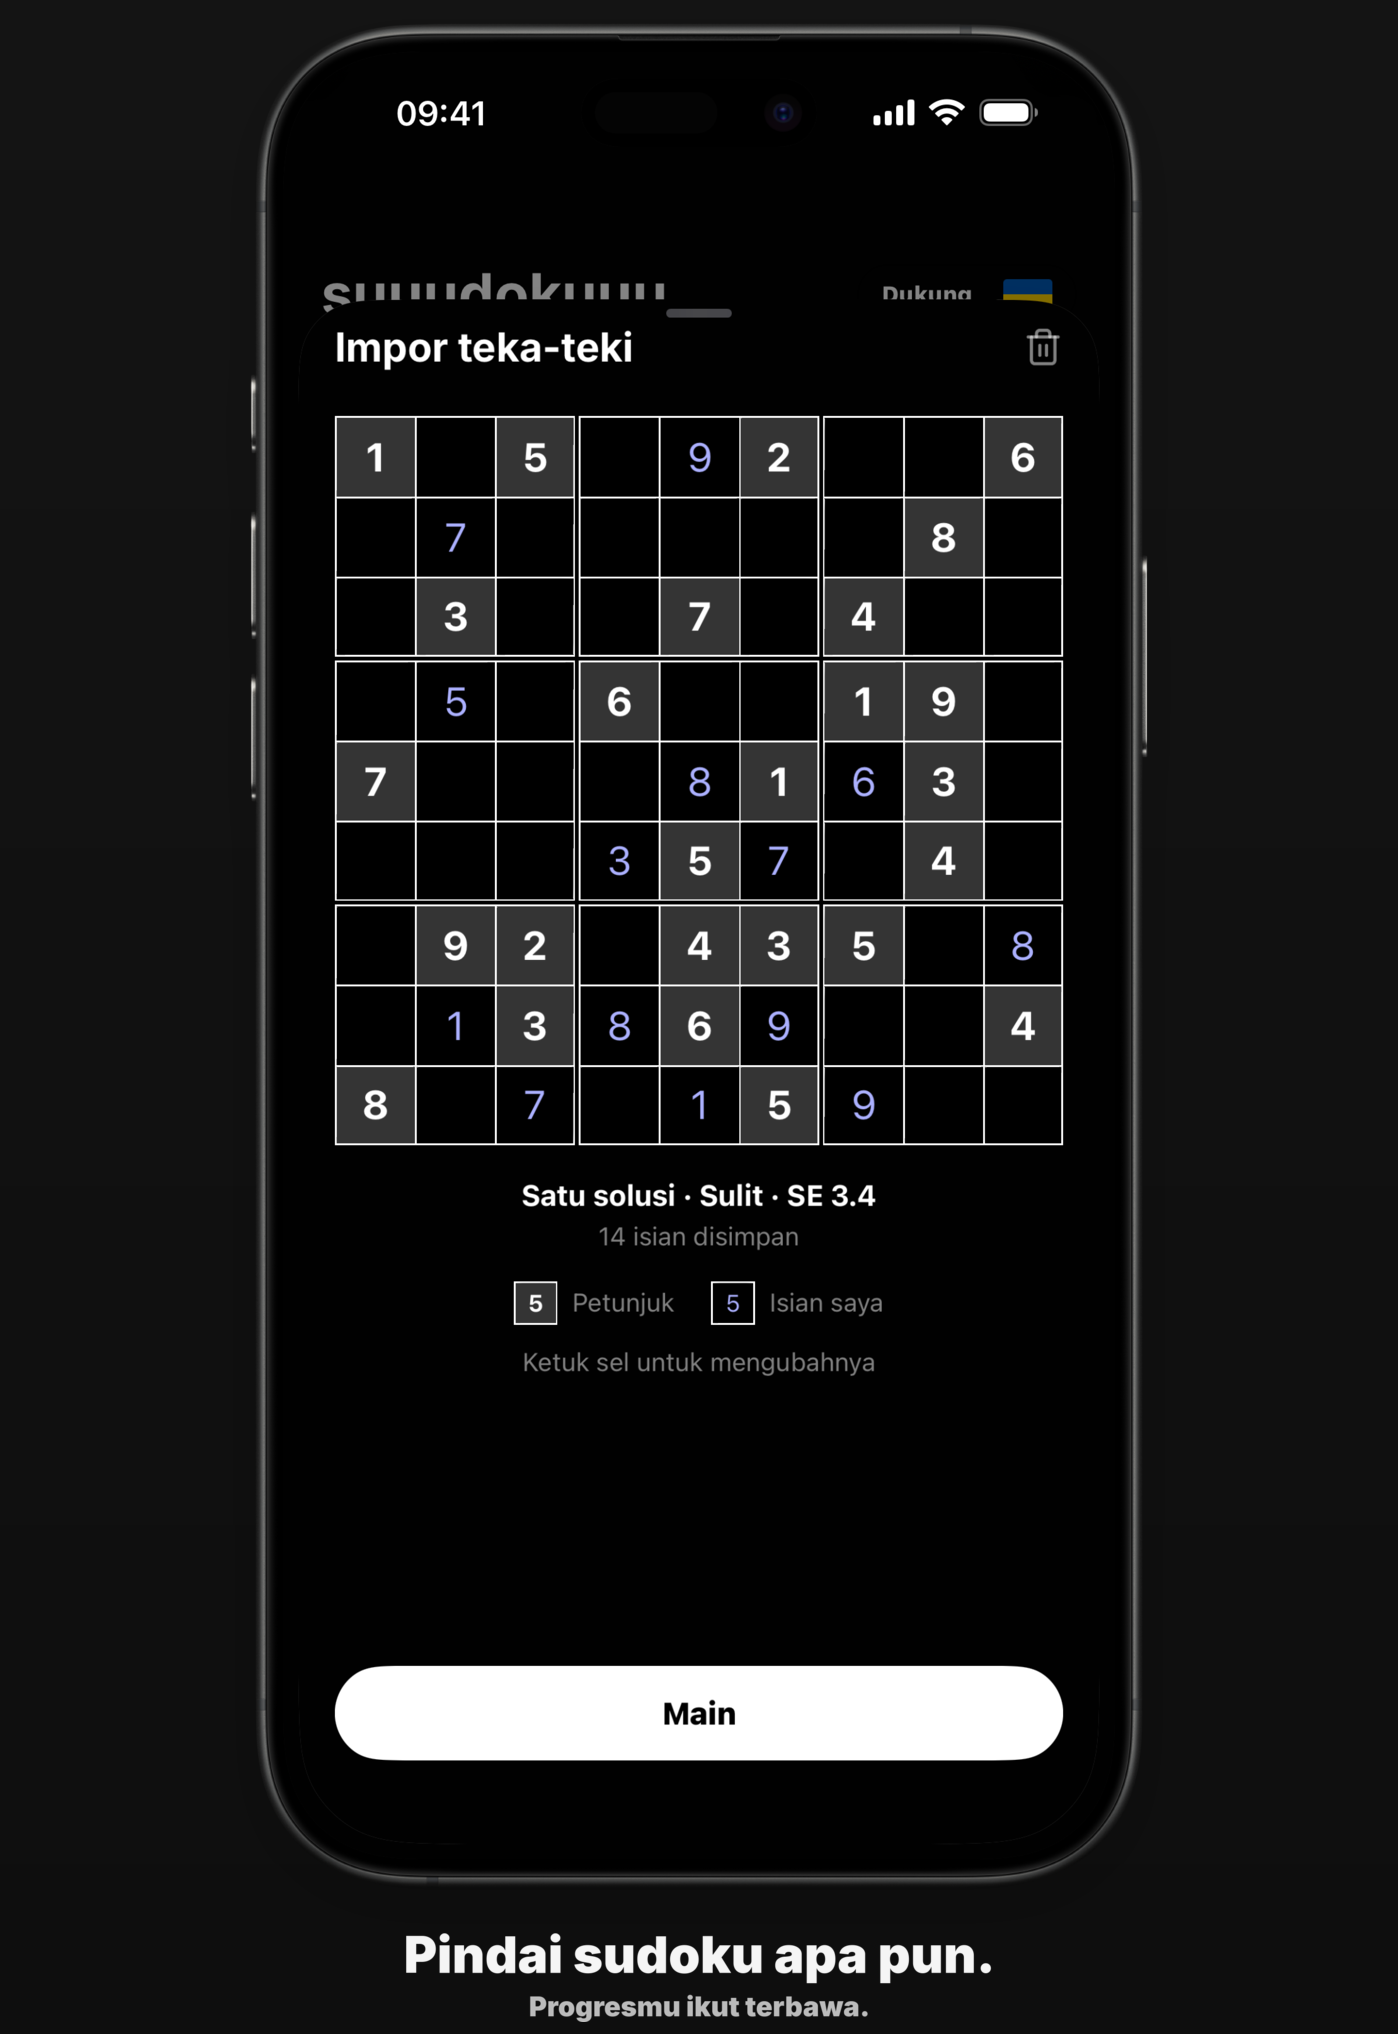 09:41
suuudokuuu
Dukung
Impor teka-teki
1 5 9 2 6
7 8
3 7 4
5 6 1 9
7 8 1 6 3
3 5 7 4
9 2 4 3 5 8
1 3 8 6 9 4
8 7 1 5 9
Satu solusi · Sulit · SE 3.4
14 isian disimpan
5 Petunjuk 5 Isian saya
Ketuk sel untuk mengubahnya
Main
Pindai sudoku apa pun.
Progresmu ikut terbawa.